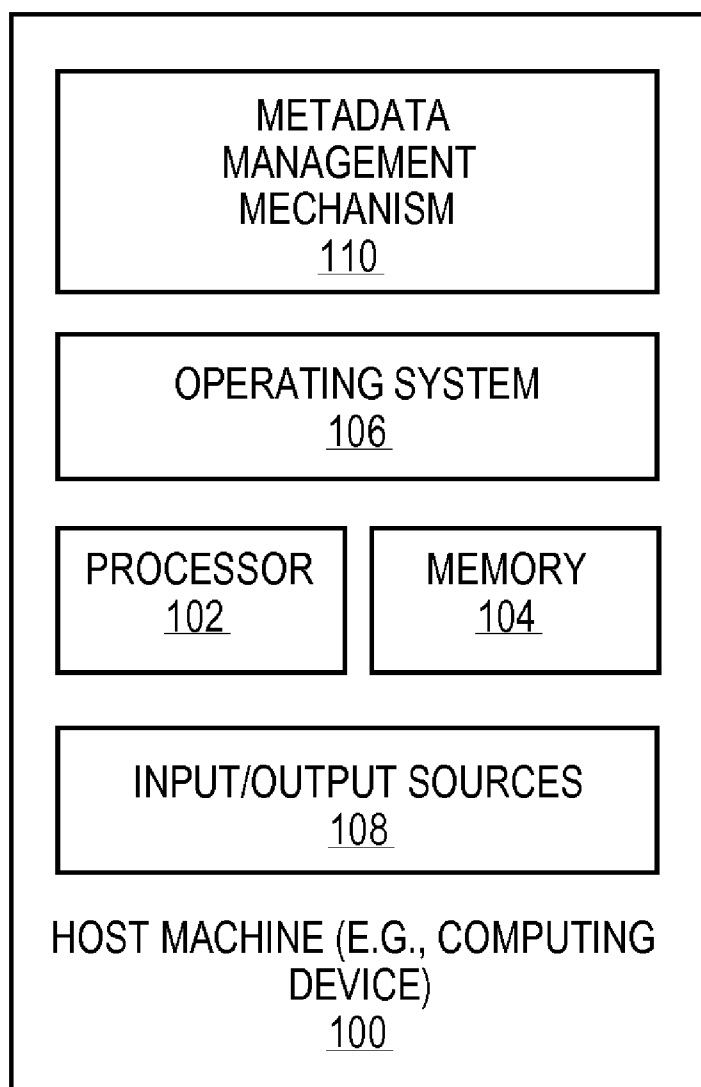 METADATA
MANAGEMENT
MECHANISM
110
OPERATING SYSTEM
106
PROCESSOR
102
MEMORY
104
INPUT/OUTPUT SOURCES
108
HOST MACHINE (E.G., COMPUTING
DEVICE)
100